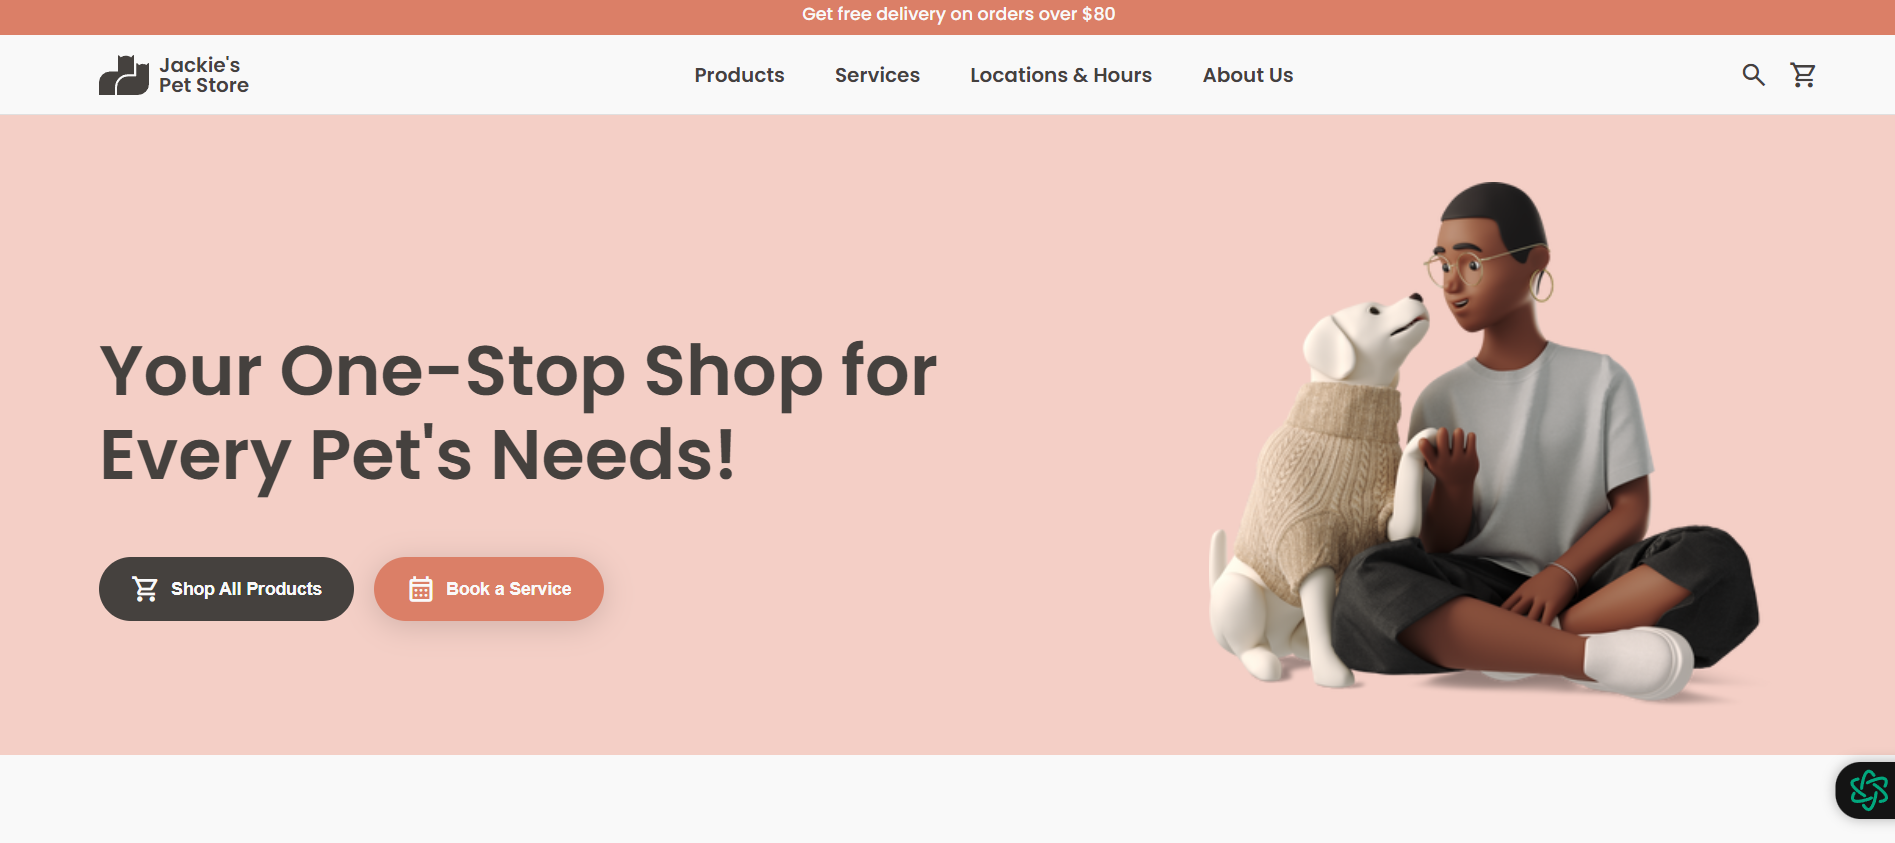 Get free delivery on orders over $80
Jackie's
Pet Store
Products
Services
Locations & Hours
About Us
Your One-Stop Shop for
Every Pet's Needs!
Shop All Products
Book a Service